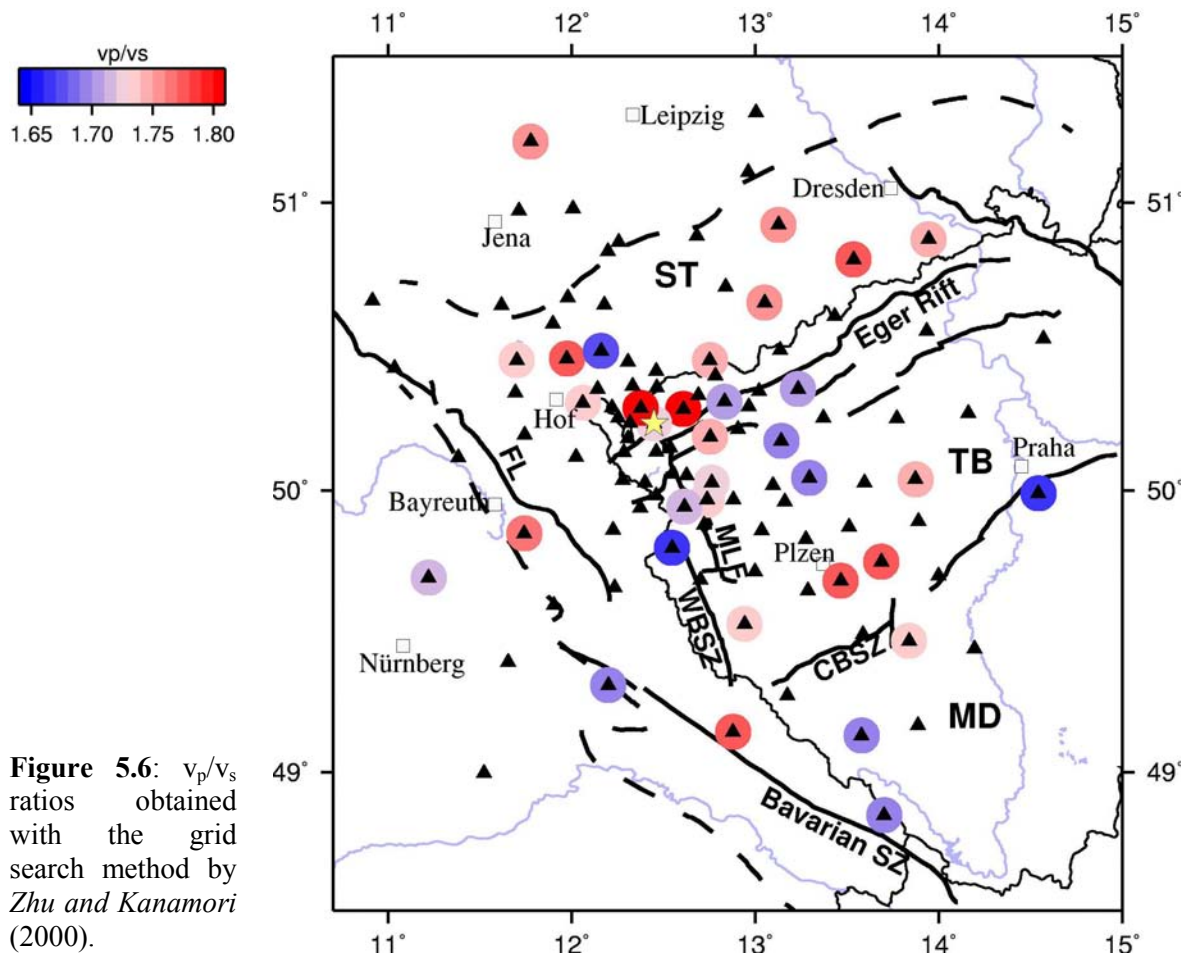 11° 12° 13° 14° 15°
vp/vs
1.65 1.70 1.75 1.80
Leipzig
Dresden
51° 51°
Jena
ST
Eger Rift
Hof
Praha
TB
FL
50° 50°
Bayreuth
MLF
Plzen
WBSZ
CBSZ
Nürnberg
MD
49° 49°
Bavarian SZ
11° 12° 13° 14° 15°
Figure 5.6: vp/vs
ratios obtained
with the grid
search method by
Zhu and Kanamori
(2000).